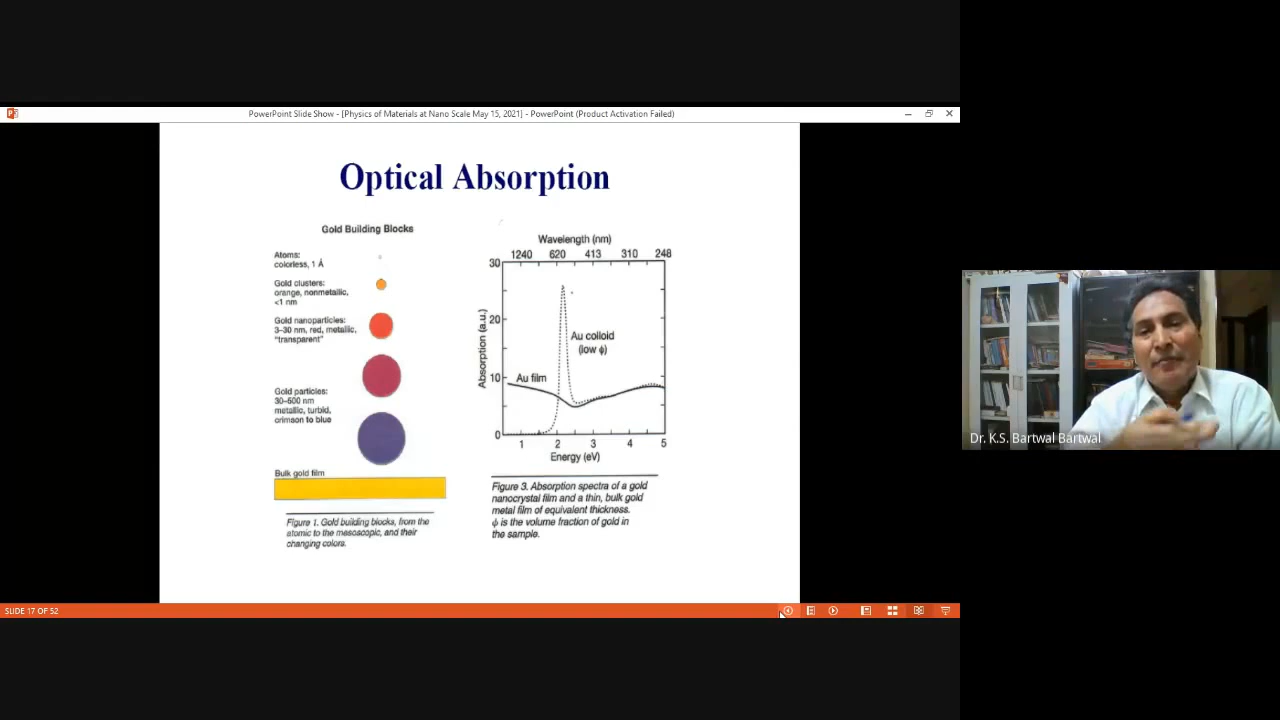 PowerPoint Slide Show - [Physics of Materials at Nano Scale May 15, 2021] - PowerPoint (Product Activation Failed)
Optical Absorption
Gold Building Blocks
Atoms:
colorless, 1 Å
Gold clusters:
orange, nonmetallic,
<1 nm
Gold nanoparticles:
3–30 nm, red, metallic,
"transparent"
Gold particles:
30–500 nm
metallic, turbid,
crimson to blue
Bulk gold film
Figure 1. Gold building blocks, from the
atomic to the mesoscopic, and their
changing colors.
Wavelength (nm)
1240 620 413 310 248
30
20
10
0
Absorption (a.u.)
Au colloid
(low ϕ)
Au film
1 2 3 4 5
Energy (eV)
Figure 3. Absorption spectra of a gold
nanocrystal film and a thin, bulk gold
metal film of equivalent thickness.
ϕ is the volume fraction of gold in
the sample.
Dr. K.S. Bartwal Bartwal
SLIDE 17 OF 52